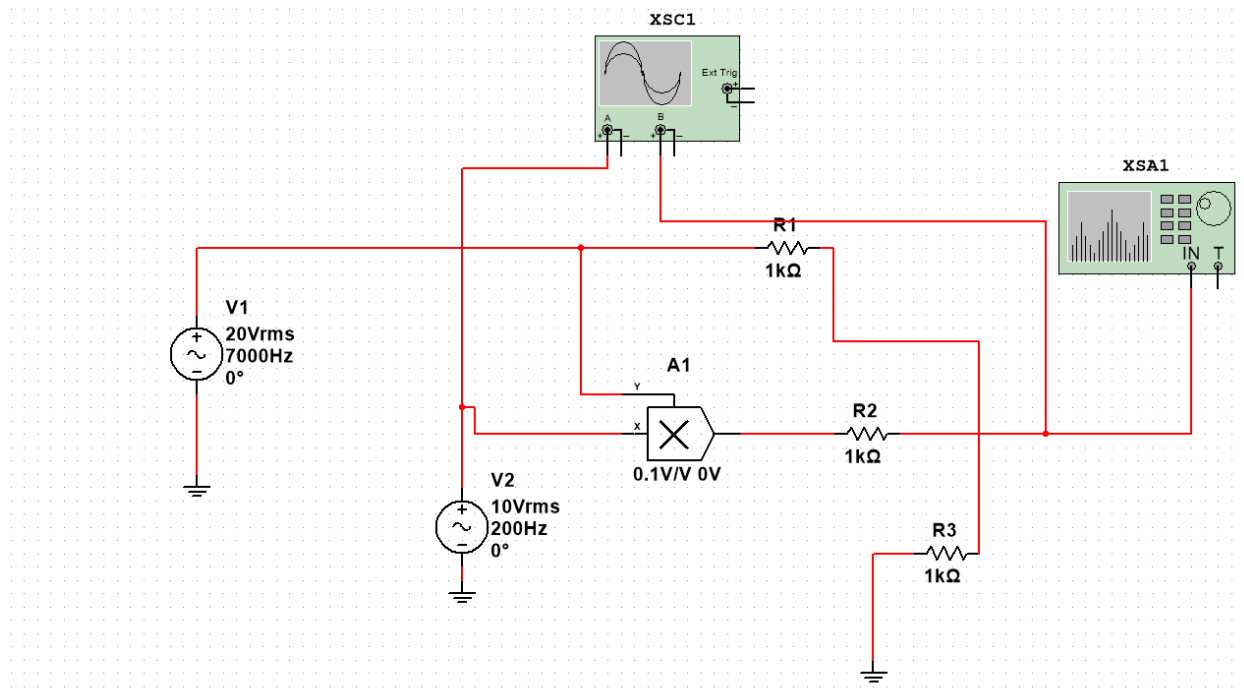 XSC1
Ext Trig
+
−
A
B
+
−
+
−
XSA1
IN T
R1
1kΩ
V1
+
−
20Vrms
7000Hz
0°
A1
Y
X
0.1V/V 0V
R2
1kΩ
V2
+
−
10Vrms
200Hz
0°
R3
1kΩ